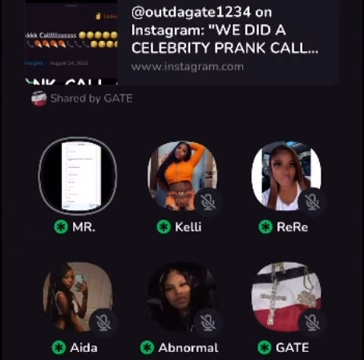 @outdagate1234 on
Instagram: "WE DID A
CELEBRITY PRANK CALL...
www.instagram.com
Shared by GATE
MR.
Kelli
ReRe
Aida
Abnormal
GATE